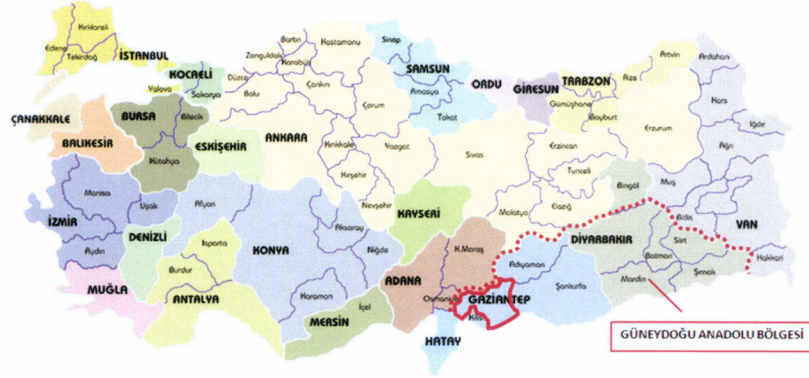 Kırklareli
Edirne
Tekirdağ
İSTANBUL
KOCAELİ
Yalova
Sakarya
Düzce
Bolu
Zonguldak
Bartın
Karabük
Kastamonu
Çankırı
Sinop
SAMSUN
Amasya
Tokat
Çorum
ORDU
GİRESUN
TRABZON
Gümüşhane
Bayburt
Rize
Artvin
Ardahan
Kars
Iğdır
Ağrı
Erzurum
Erzincan
Tunceli
Bingöl
Muş
Bitlis
VAN
Hakkari
ÇANAKKALE
BALIKESİR
BURSA
Bilecik
Kütahya
ESKİŞEHİR
ANKARA
Kırıkkale
Kırşehir
Yozgat
Sivas
Nevşehir
KAYSERİ
Malatya
Elazığ
DİYARBAKIR
Batman
Siirt
Şırnak
Mardin
Manisa
İZMİR
Aydın
Uşak
DENİZLİ
Afyon
Isparta
Burdur
MUĞLA
ANTALYA
KONYA
Aksaray
Niğde
Karaman
İçel
MERSİN
ADANA
K.Maraş
Osmaniye
GAZİANTEP
Kilis
Adıyaman
Şanlıurfa
HATAY
GÜNEYDOĞU ANADOLU BÖLGESİ